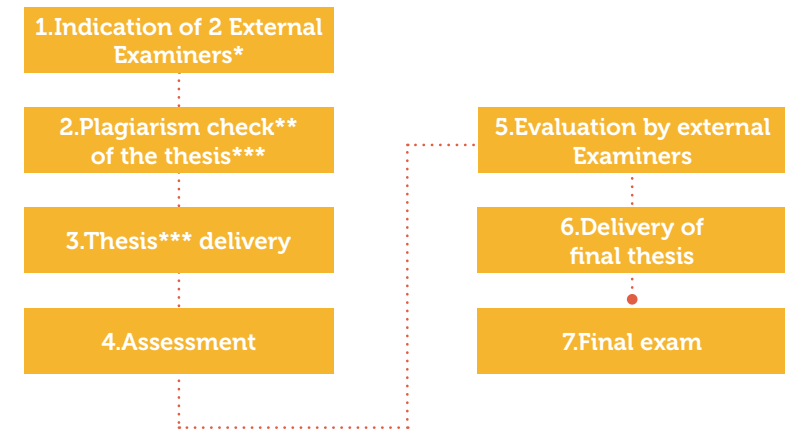 1.Indication of 2 External
Examiners*
2.Plagiarism check**
of the thesis***
3.Thesis*** delivery
4.Assessment
5.Evaluation by external
Examiners
6.Delivery of
final thesis
7.Final exam